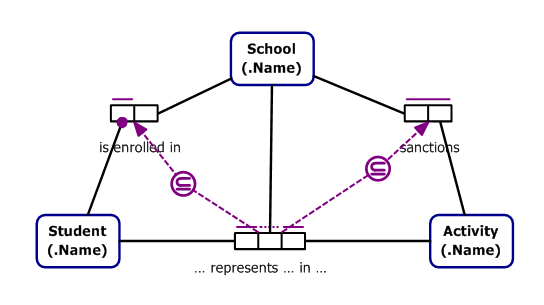 School
(.Name)
is enrolled in
sanctions
Student
(.Name)
Activity
(.Name)
... represents ... in ...